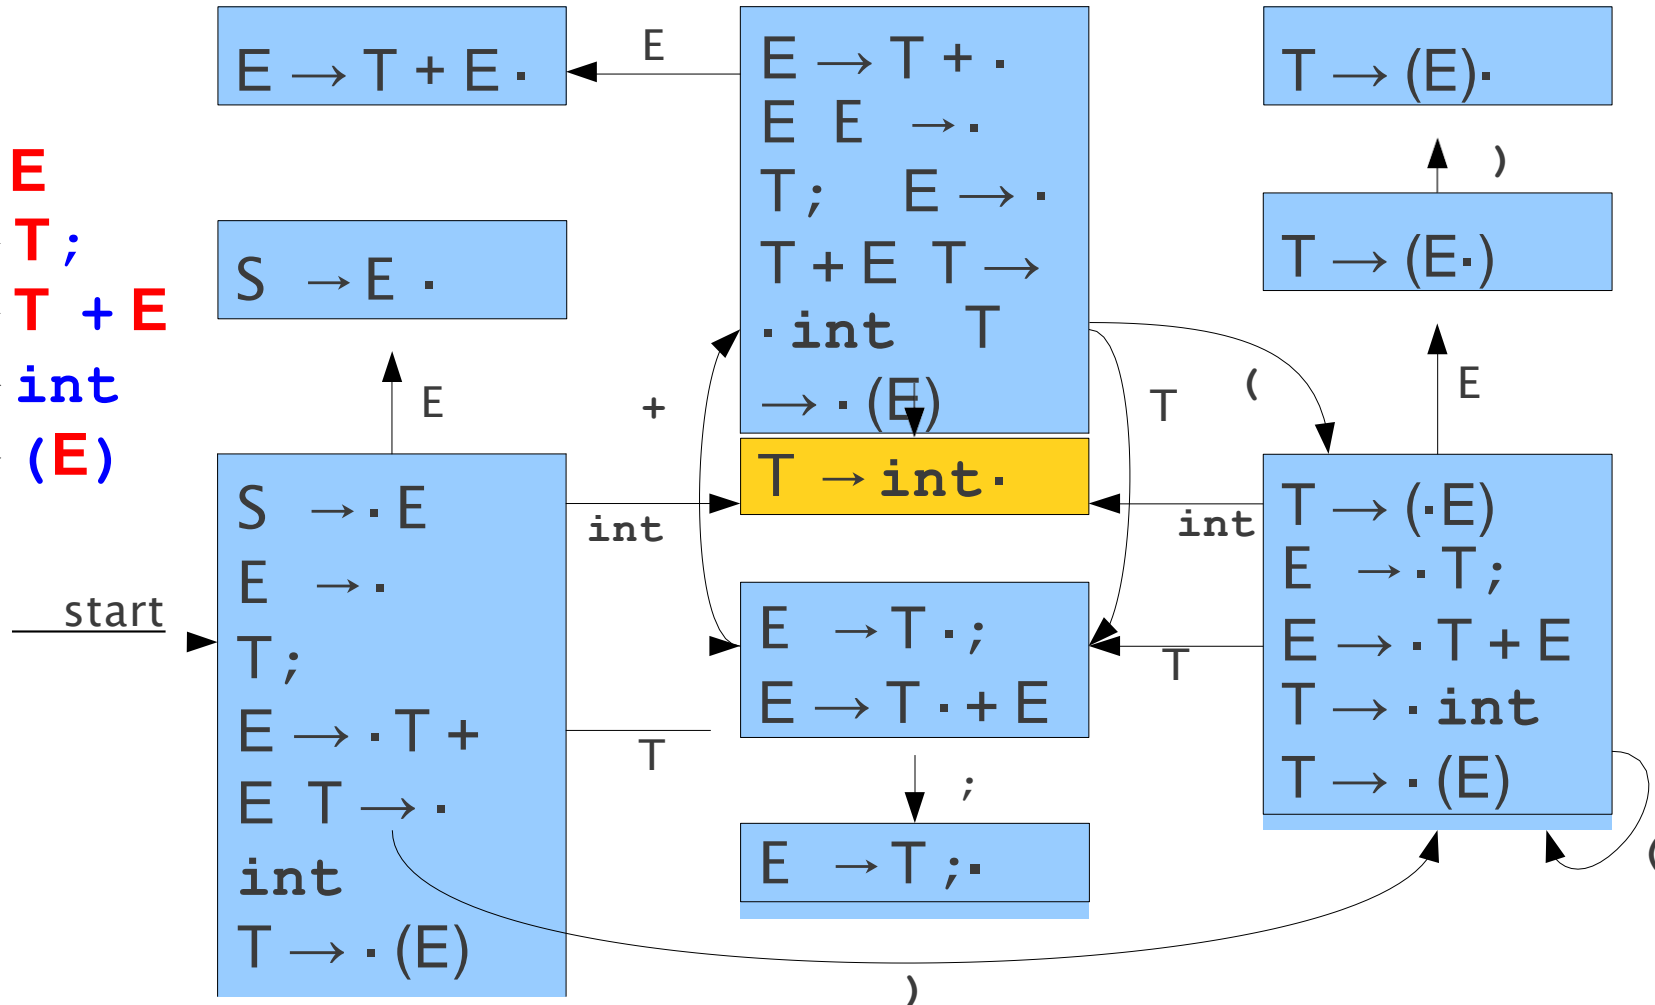 E
T ;
T + E
int
(E)
start
E → T + E ·
E
S → E ·
E
S → · E
E → ·
T ;
E → · T +
E T → ·
int
T → · (E)
int
T
+
E → T + ·
E E → ·
T ; E → ·
T + E T →
· int T
→ · (E)
T → int ·
E → T · ;
E → T · + E
;
E → T ; ·
)
T
(
int
T
T → (E) ·
)
T → (E · )
E
T → ( · E)
E → · T ;
E → · T + E
T → · int
T → · (E)
(